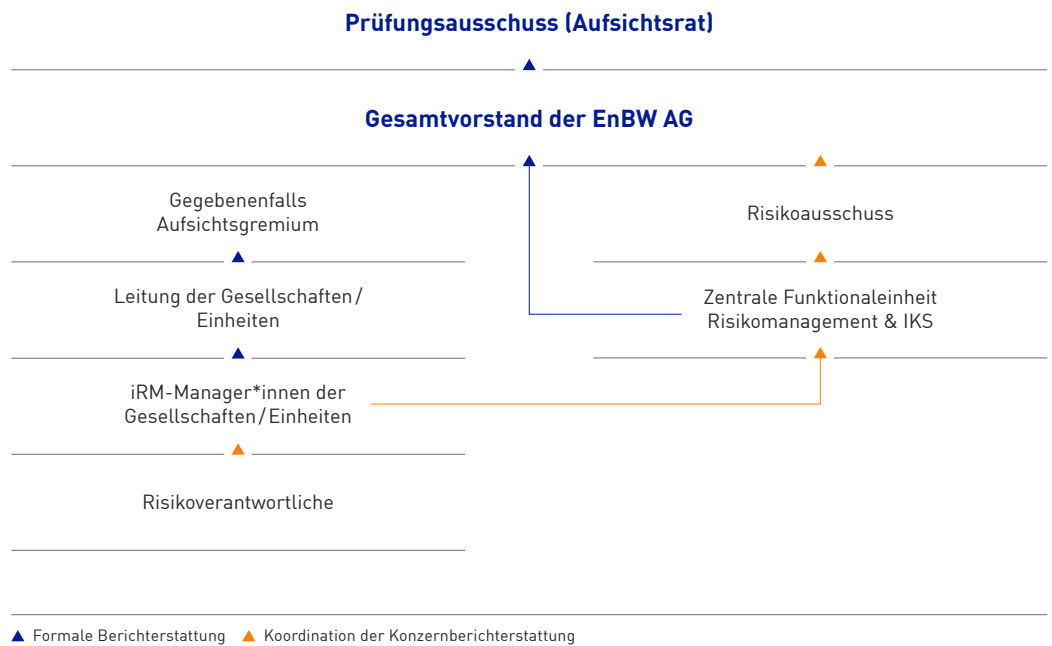 Prüfungsausschuss (Aufsichtsrat)
Gesamtvorstand der EnBW AG
Gegebenenfalls
Aufsichtsgremium
Risikoausschuss
Leitung der Gesellschaften/
Einheiten
Zentrale Funktionaleinheit
Risikomanagement & IKS
iRM-Manager*innen der
Gesellschaften/Einheiten
Risikoverantwortliche
Formale Berichterstattung
Koordination der Konzernberichterstattung